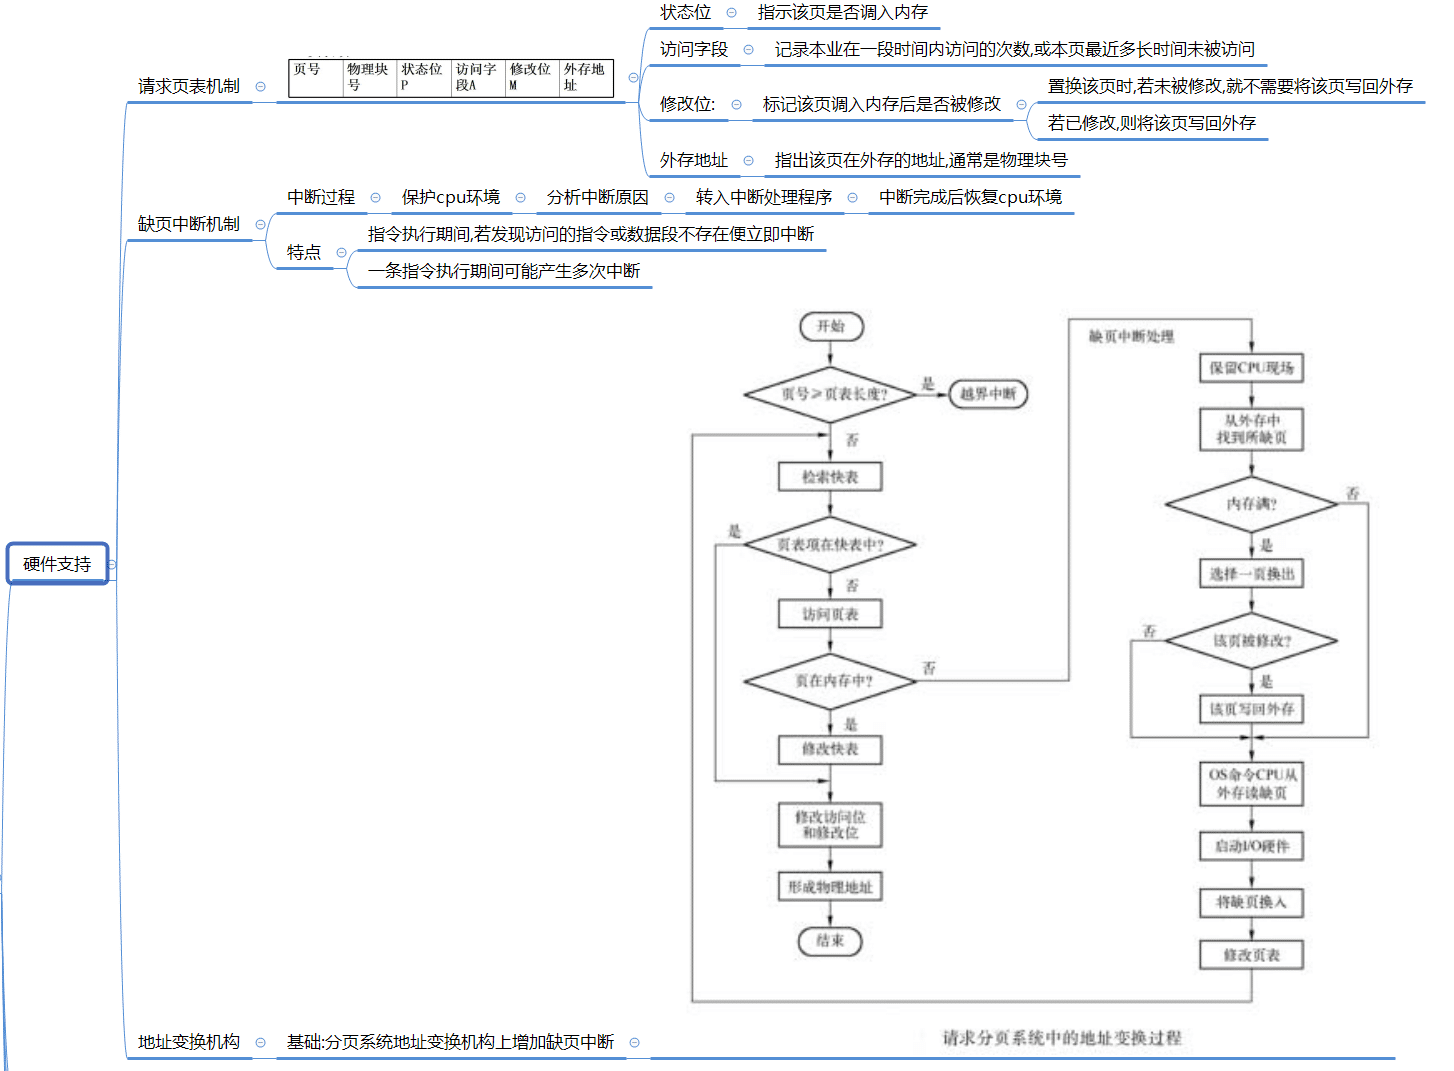 硬件支持
请求页表机制
页号 物理块号 状态位P 访问字段A 修改位M 外存地址
状态位
指示该页是否调入内存
访问字段
记录本业在一段时间内访问的次数,或本页最近多长时间未被访问
修改位:
标记该页调入内存后是否被修改
置换该页时,若未被修改,就不需要将该页写回外存
若已修改,则将该页写回外存
外存地址
指出该页在外存的地址,通常是物理块号
缺页中断机制
中断过程
保护cpu环境
分析中断原因
转入中断处理程序
中断完成后恢复cpu环境
特点
指令执行期间,若发现访问的指令或数据段不存在便立即中断
一条指令执行期间可能产生多次中断
地址变换机构
基础:分页系统地址变换机构上增加缺页中断
开始
页号≥页表长度?
是
越界中断
否
检索快表
页表项在快表中?
是
否
访问页表
页在内存中?
否
是
修改快表
修改访问位
和修改位
形成物理地址
结束
缺页中断处理
保留CPU现场
从外存中
找到所缺页
内存满?
否
是
选择一页换出
该页被修改?
否
是
该页写回外存
OS命令CPU从
外存读缺页
启动I/O硬件
将缺页换入
修改页表
请求分页系统中的地址变换过程